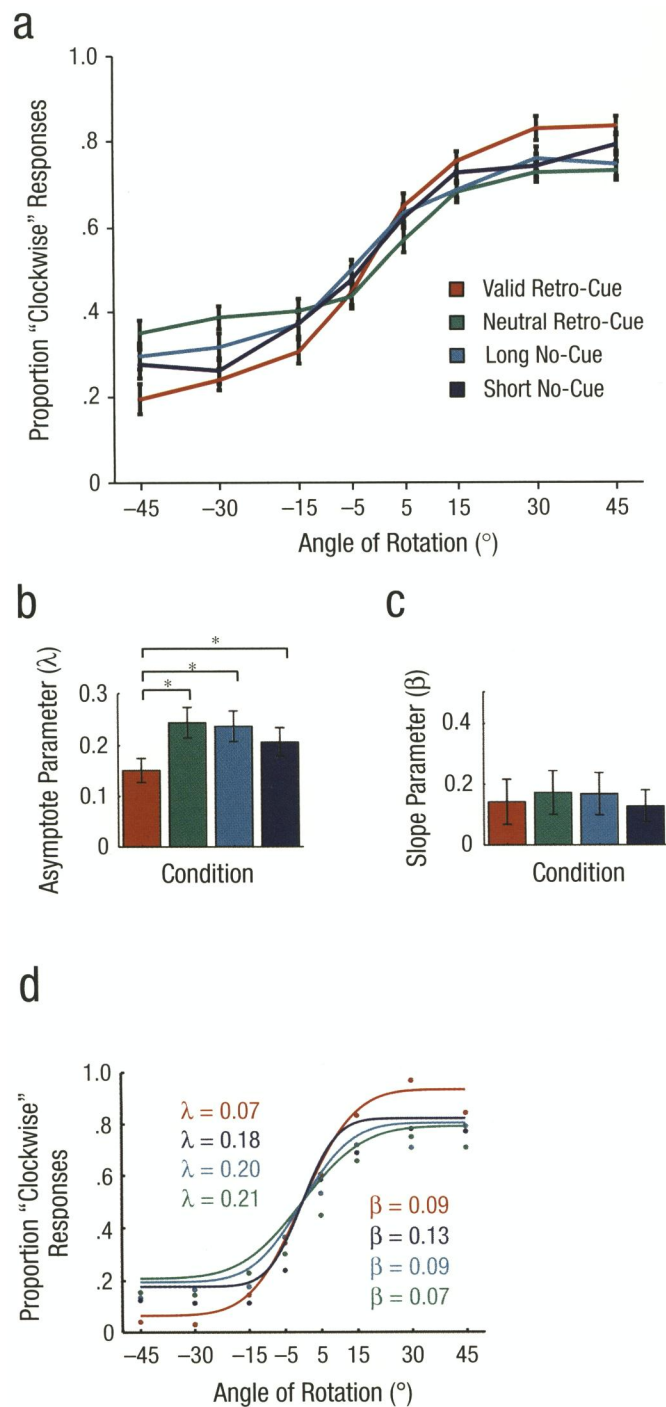 a
Proportion “Clockwise” Responses
1.0
.8
.6
.4
.2
0
Valid Retro-Cue
Neutral Retro-Cue
Long No-Cue
Short No-Cue
–45 –30 –15 –5 5 15 30 45
Angle of Rotation (°)
b
Asymptote Parameter (λ)
*
*
*
0.3
0.2
0.1
0
Condition
c
Slope Parameter (β)
0.4
0.2
0
Condition
d
Proportion “Clockwise”
Responses
1.0
.8
.6
.4
.2
0
λ = 0.07
λ = 0.18
λ = 0.20
λ = 0.21
β = 0.09
β = 0.13
β = 0.09
β = 0.07
–45 –30 –15 –5 5 15 30 45
Angle of Rotation (°)